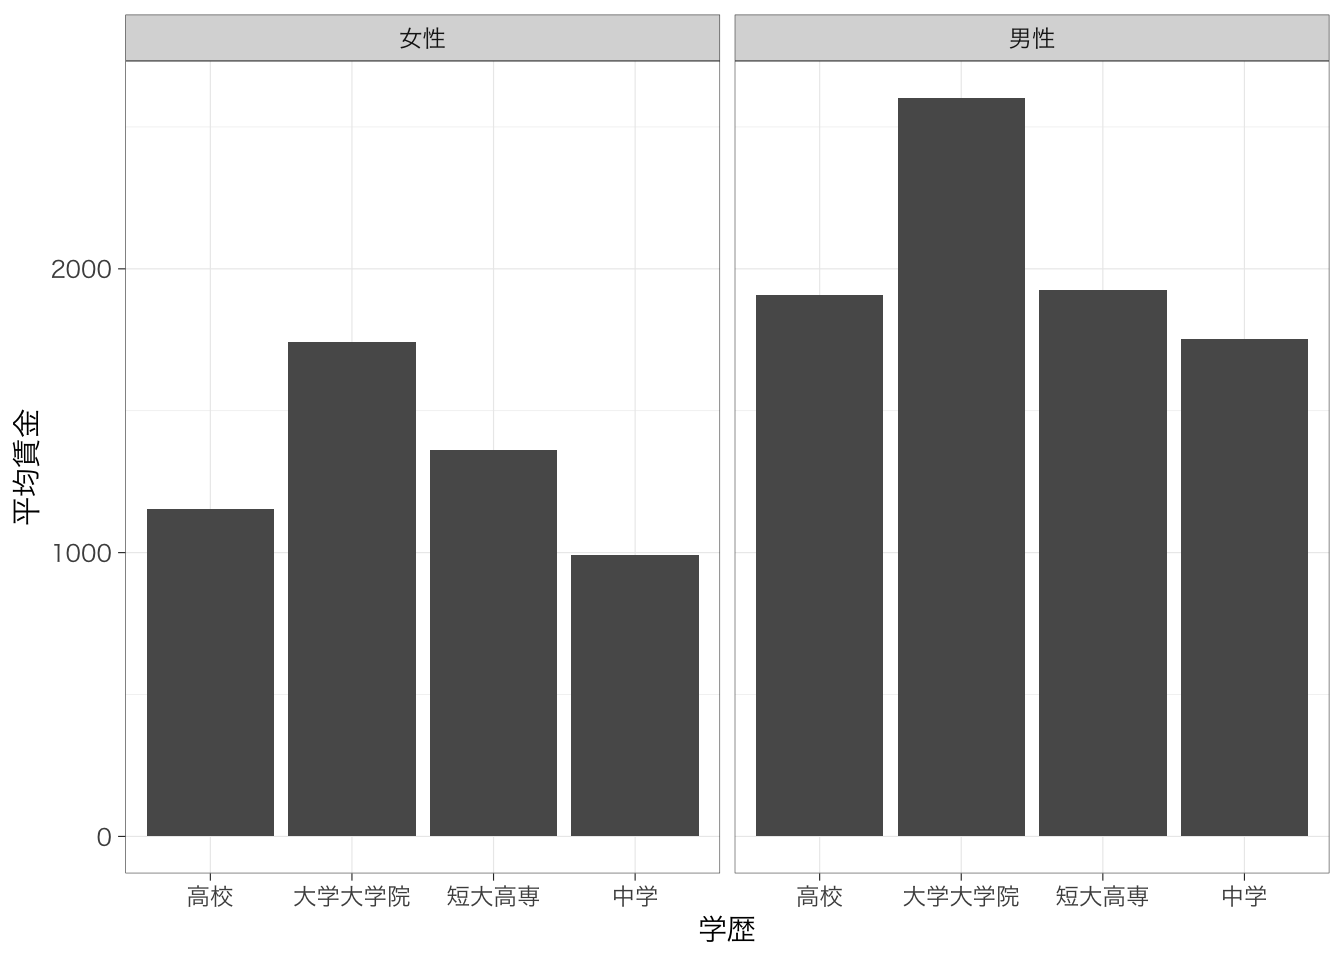 女性
男性
平均賃金
2000
1000
0
高校 大学大学院 短大高専 中学
高校 大学大学院 短大高専 中学
学歴